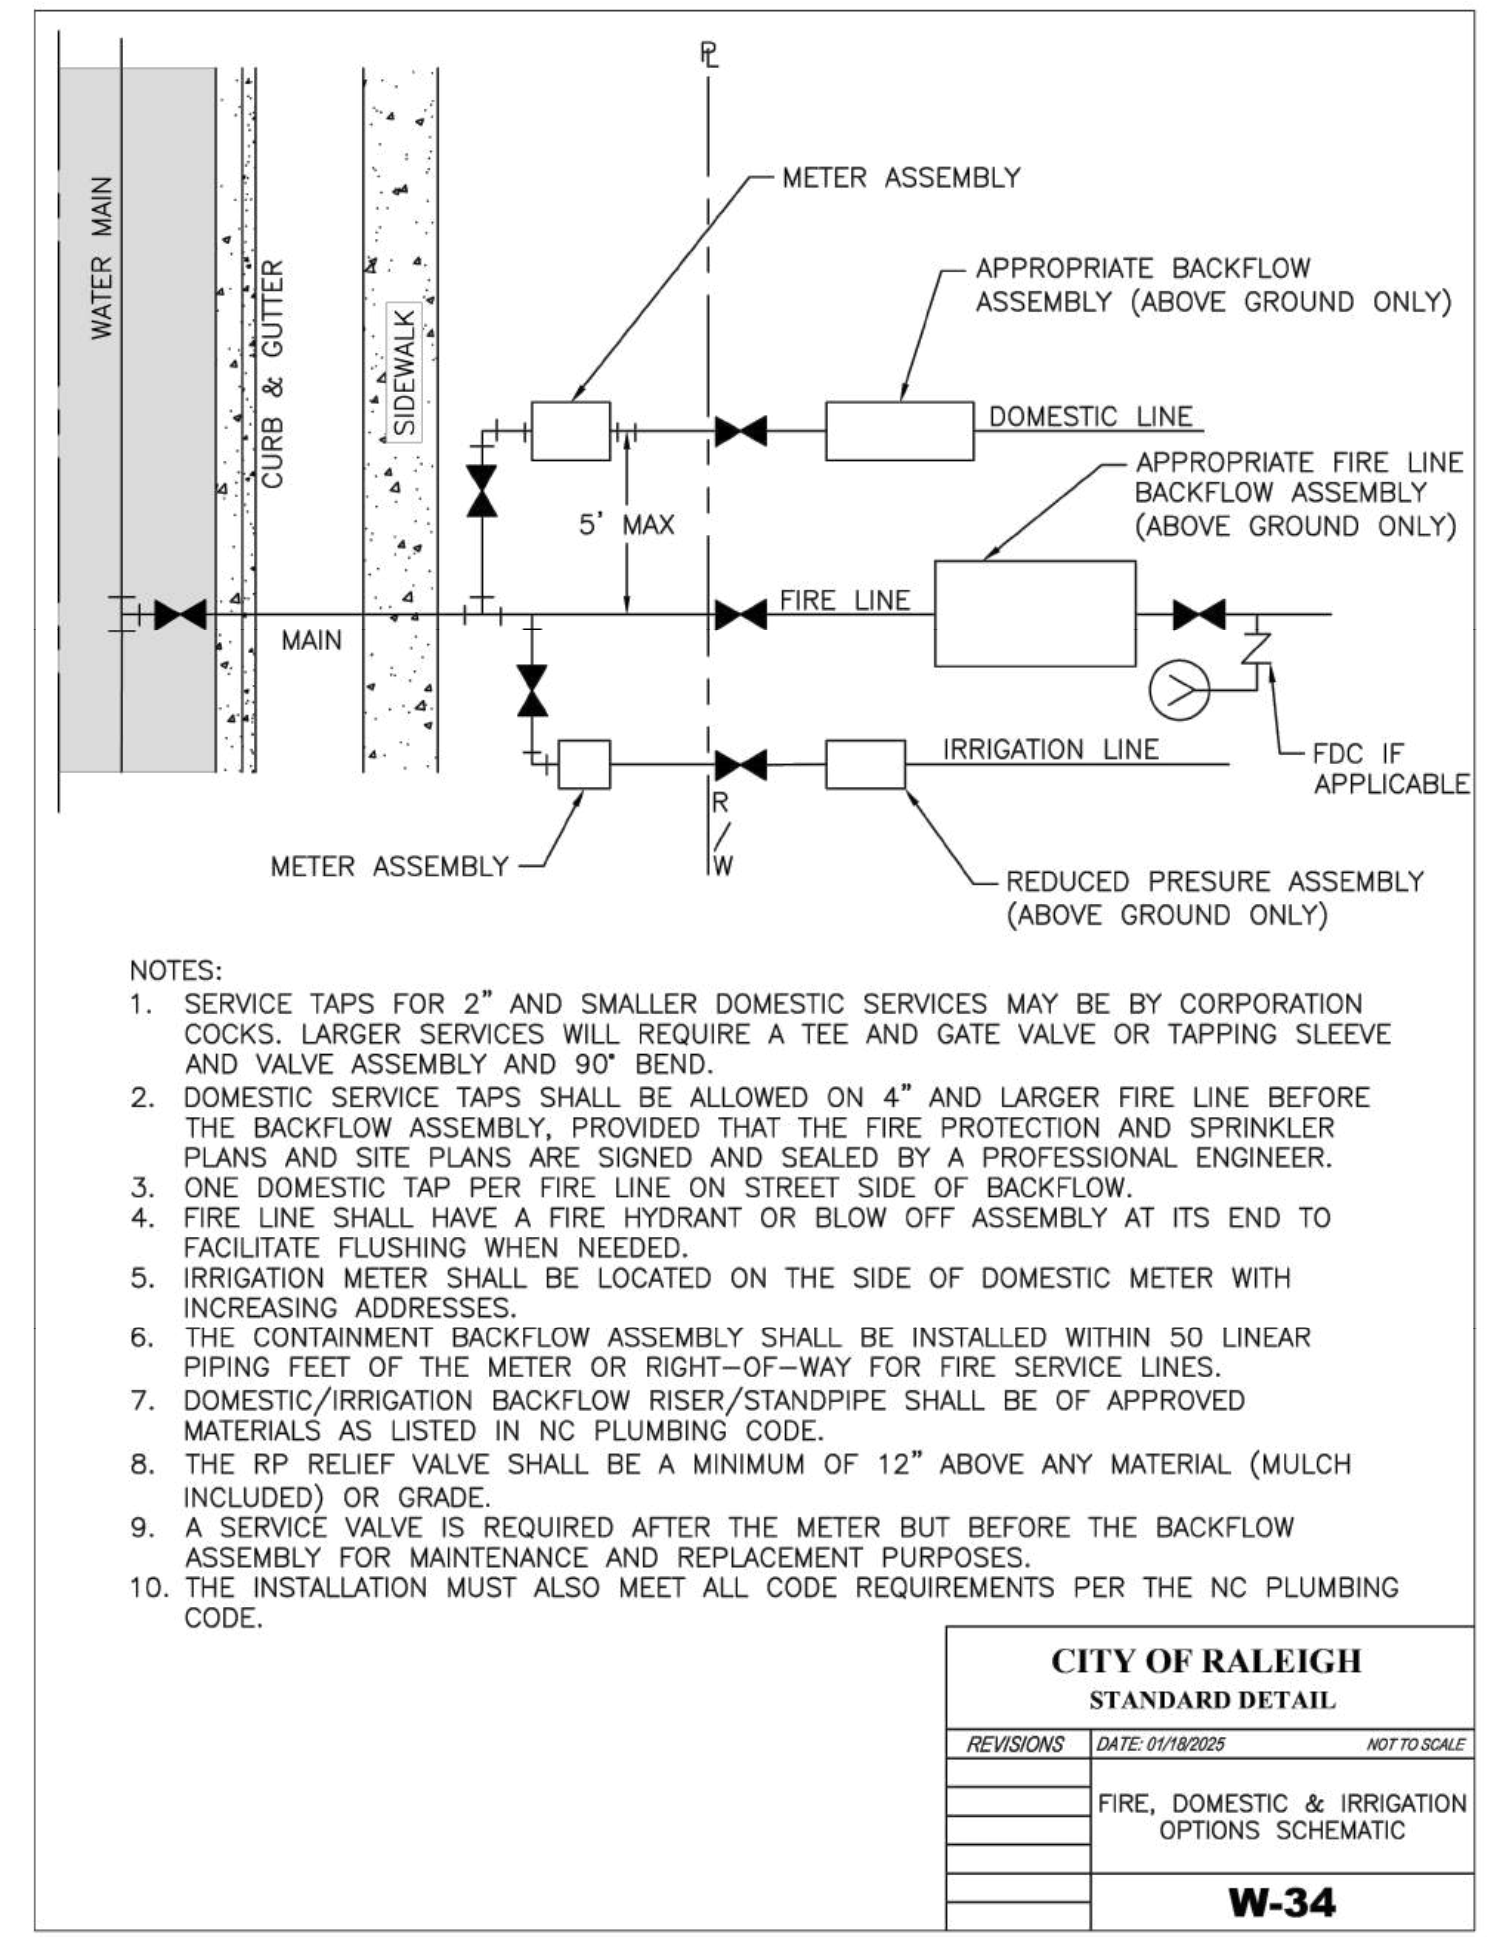 PL
METER ASSEMBLY
WATER MAIN
APPROPRIATE BACKFLOW
ASSEMBLY (ABOVE GROUND ONLY)
CURB & GUTTER
SIDEWALK
DOMESTIC LINE
APPROPRIATE FIRE LINE
BACKFLOW ASSEMBLY
(ABOVE GROUND ONLY)
5' MAX
FIRE LINE
MAIN
IRRIGATION LINE
FDC IF
APPLICABLE
R
/
W
METER ASSEMBLY
REDUCED PRESURE ASSEMBLY
(ABOVE GROUND ONLY)
NOTES:
1. SERVICE TAPS FOR 2" AND SMALLER DOMESTIC SERVICES MAY BE BY CORPORATION
COCKS. LARGER SERVICES WILL REQUIRE A TEE AND GATE VALVE OR TAPPING SLEEVE
AND VALVE ASSEMBLY AND 90° BEND.
2. DOMESTIC SERVICE TAPS SHALL BE ALLOWED ON 4" AND LARGER FIRE LINE BEFORE
THE BACKFLOW ASSEMBLY, PROVIDED THAT THE FIRE PROTECTION AND SPRINKLER
PLANS AND SITE PLANS ARE SIGNED AND SEALED BY A PROFESSIONAL ENGINEER.
3. ONE DOMESTIC TAP PER FIRE LINE ON STREET SIDE OF BACKFLOW.
4. FIRE LINE SHALL HAVE A FIRE HYDRANT OR BLOW OFF ASSEMBLY AT ITS END TO
FACILITATE FLUSHING WHEN NEEDED.
5. IRRIGATION METER SHALL BE LOCATED ON THE SIDE OF DOMESTIC METER WITH
INCREASING ADDRESSES.
6. THE CONTAINMENT BACKFLOW ASSEMBLY SHALL BE INSTALLED WITHIN 50 LINEAR
PIPING FEET OF THE METER OR RIGHT-OF-WAY FOR FIRE SERVICE LINES.
7. DOMESTIC/IRRIGATION BACKFLOW RISER/STANDPIPE SHALL BE OF APPROVED
MATERIALS AS LISTED IN NC PLUMBING CODE.
8. THE RP RELIEF VALVE SHALL BE A MINIMUM OF 12" ABOVE ANY MATERIAL (MULCH
INCLUDED) OR GRADE.
9. A SERVICE VALVE IS REQUIRED AFTER THE METER BUT BEFORE THE BACKFLOW
ASSEMBLY FOR MAINTENANCE AND REPLACEMENT PURPOSES.
10. THE INSTALLATION MUST ALSO MEET ALL CODE REQUIREMENTS PER THE NC PLUMBING
CODE.
CITY OF RALEIGH
STANDARD DETAIL
REVISIONS DATE: 01/18/2025 NOT TO SCALE
FIRE, DOMESTIC & IRRIGATION
OPTIONS SCHEMATIC
W-34